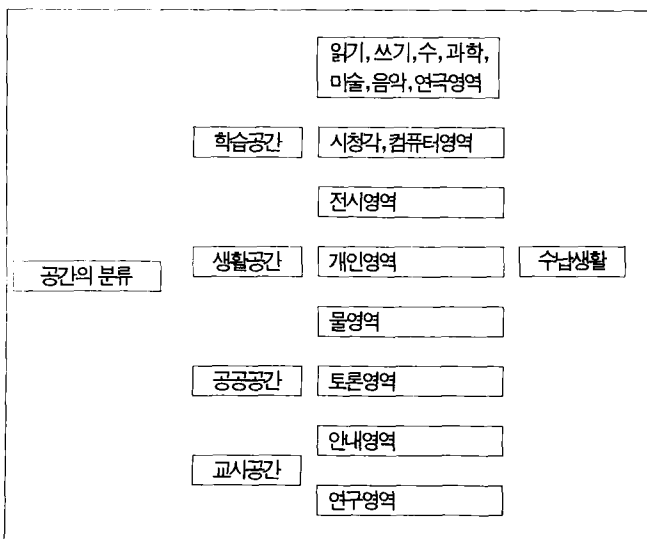 읽기, 쓰기, 수, 과학,
미술, 음악, 연극영역
학습공간
시청각, 컴퓨터영역
전시영역
공간의 분류
생활공간
개인영역
수납생활
물영역
공공공간
토론영역
안내영역
교사공간
연구영역